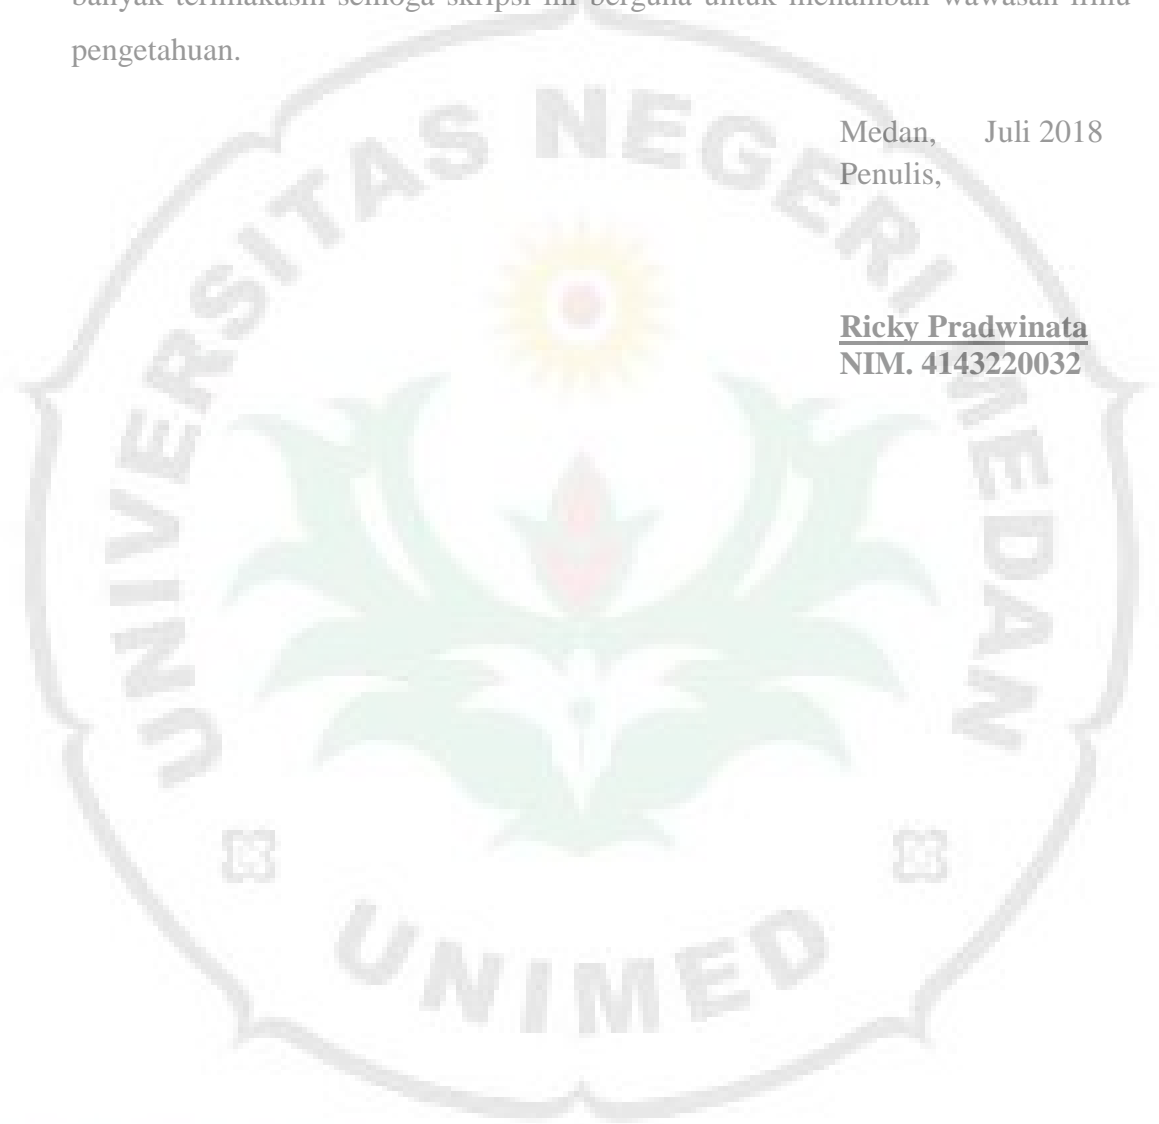 banyak terimakasih semoga skripsi ini berguna untuk menambah wawasan ilmu
pengetahuan.
Medan, Juli 2018
Penulis,
Ricky Pradwinata
NIM. 4143220032
UNIVERSITAS NEGERI MEDAN
UNIMED